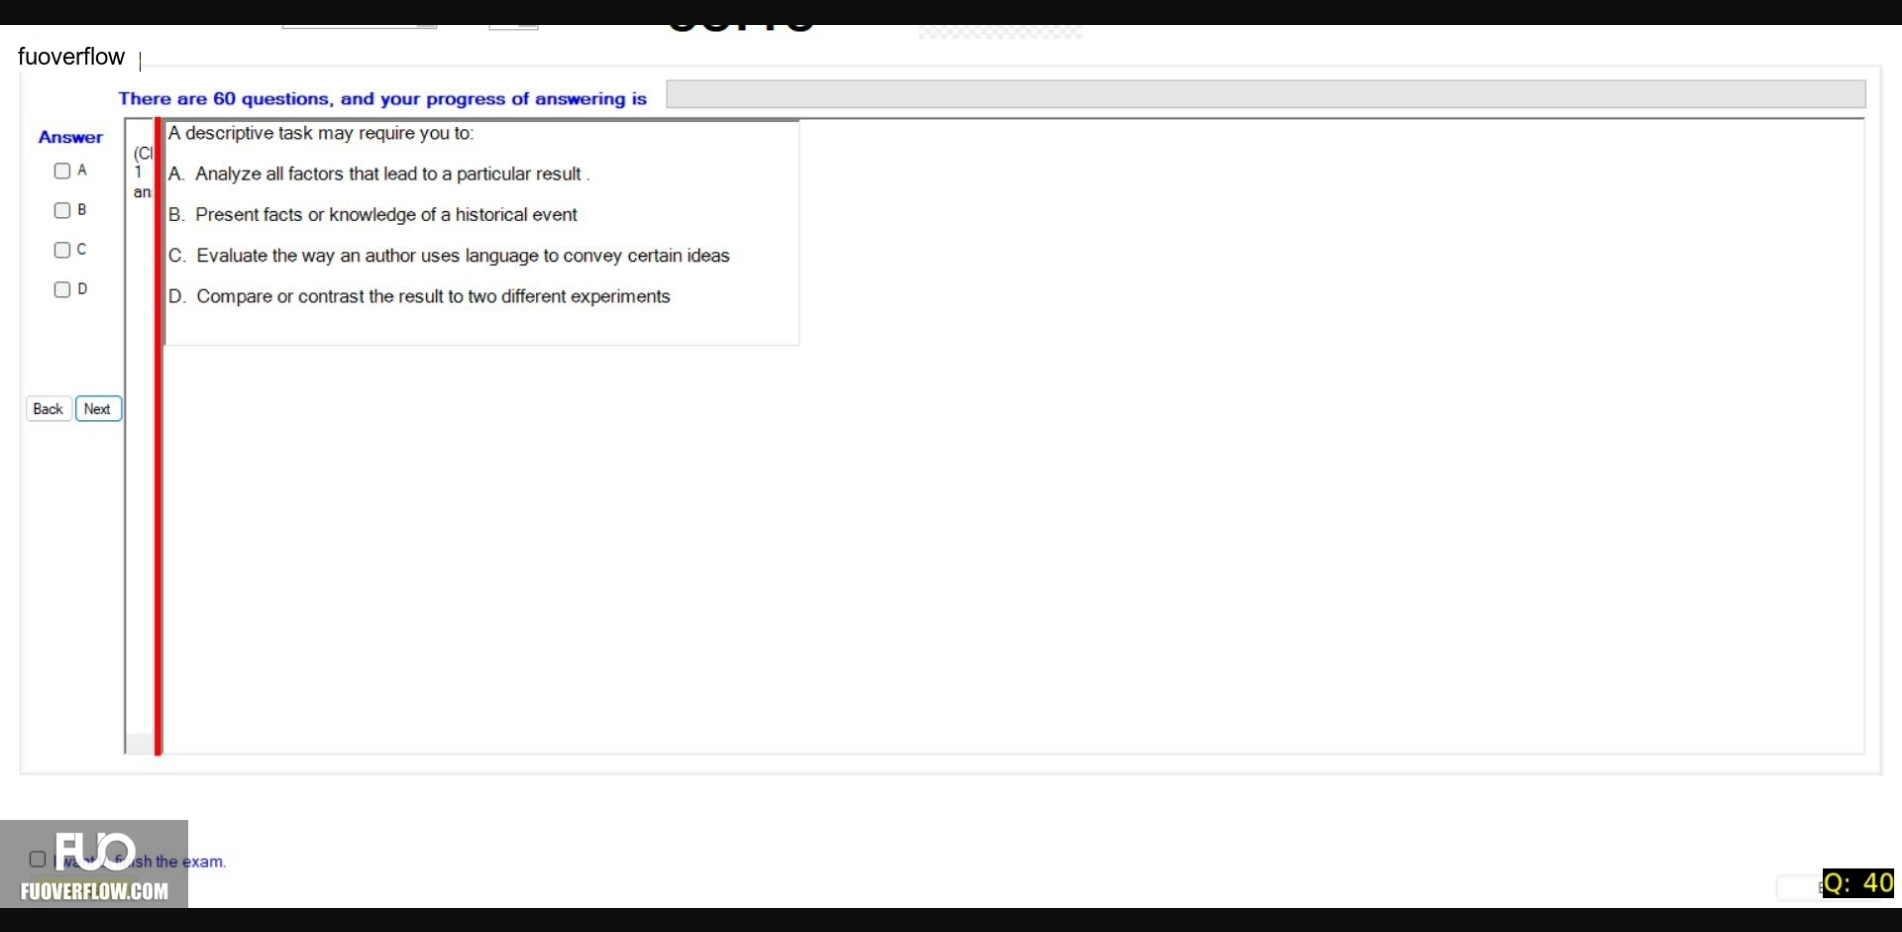 fuoverflow
There are 60 questions, and your progress of answering is
Answer
A
B
C
D
(Cl
1
an
A descriptive task may require you to:
A. Analyze all factors that lead to a particular result .
B. Present facts or knowledge of a historical event
C. Evaluate the way an author uses language to convey certain ideas
D. Compare or contrast the result to two different experiments
Back Next
FUO
the exam.
FUOVERFLOW.COM
Q: 40